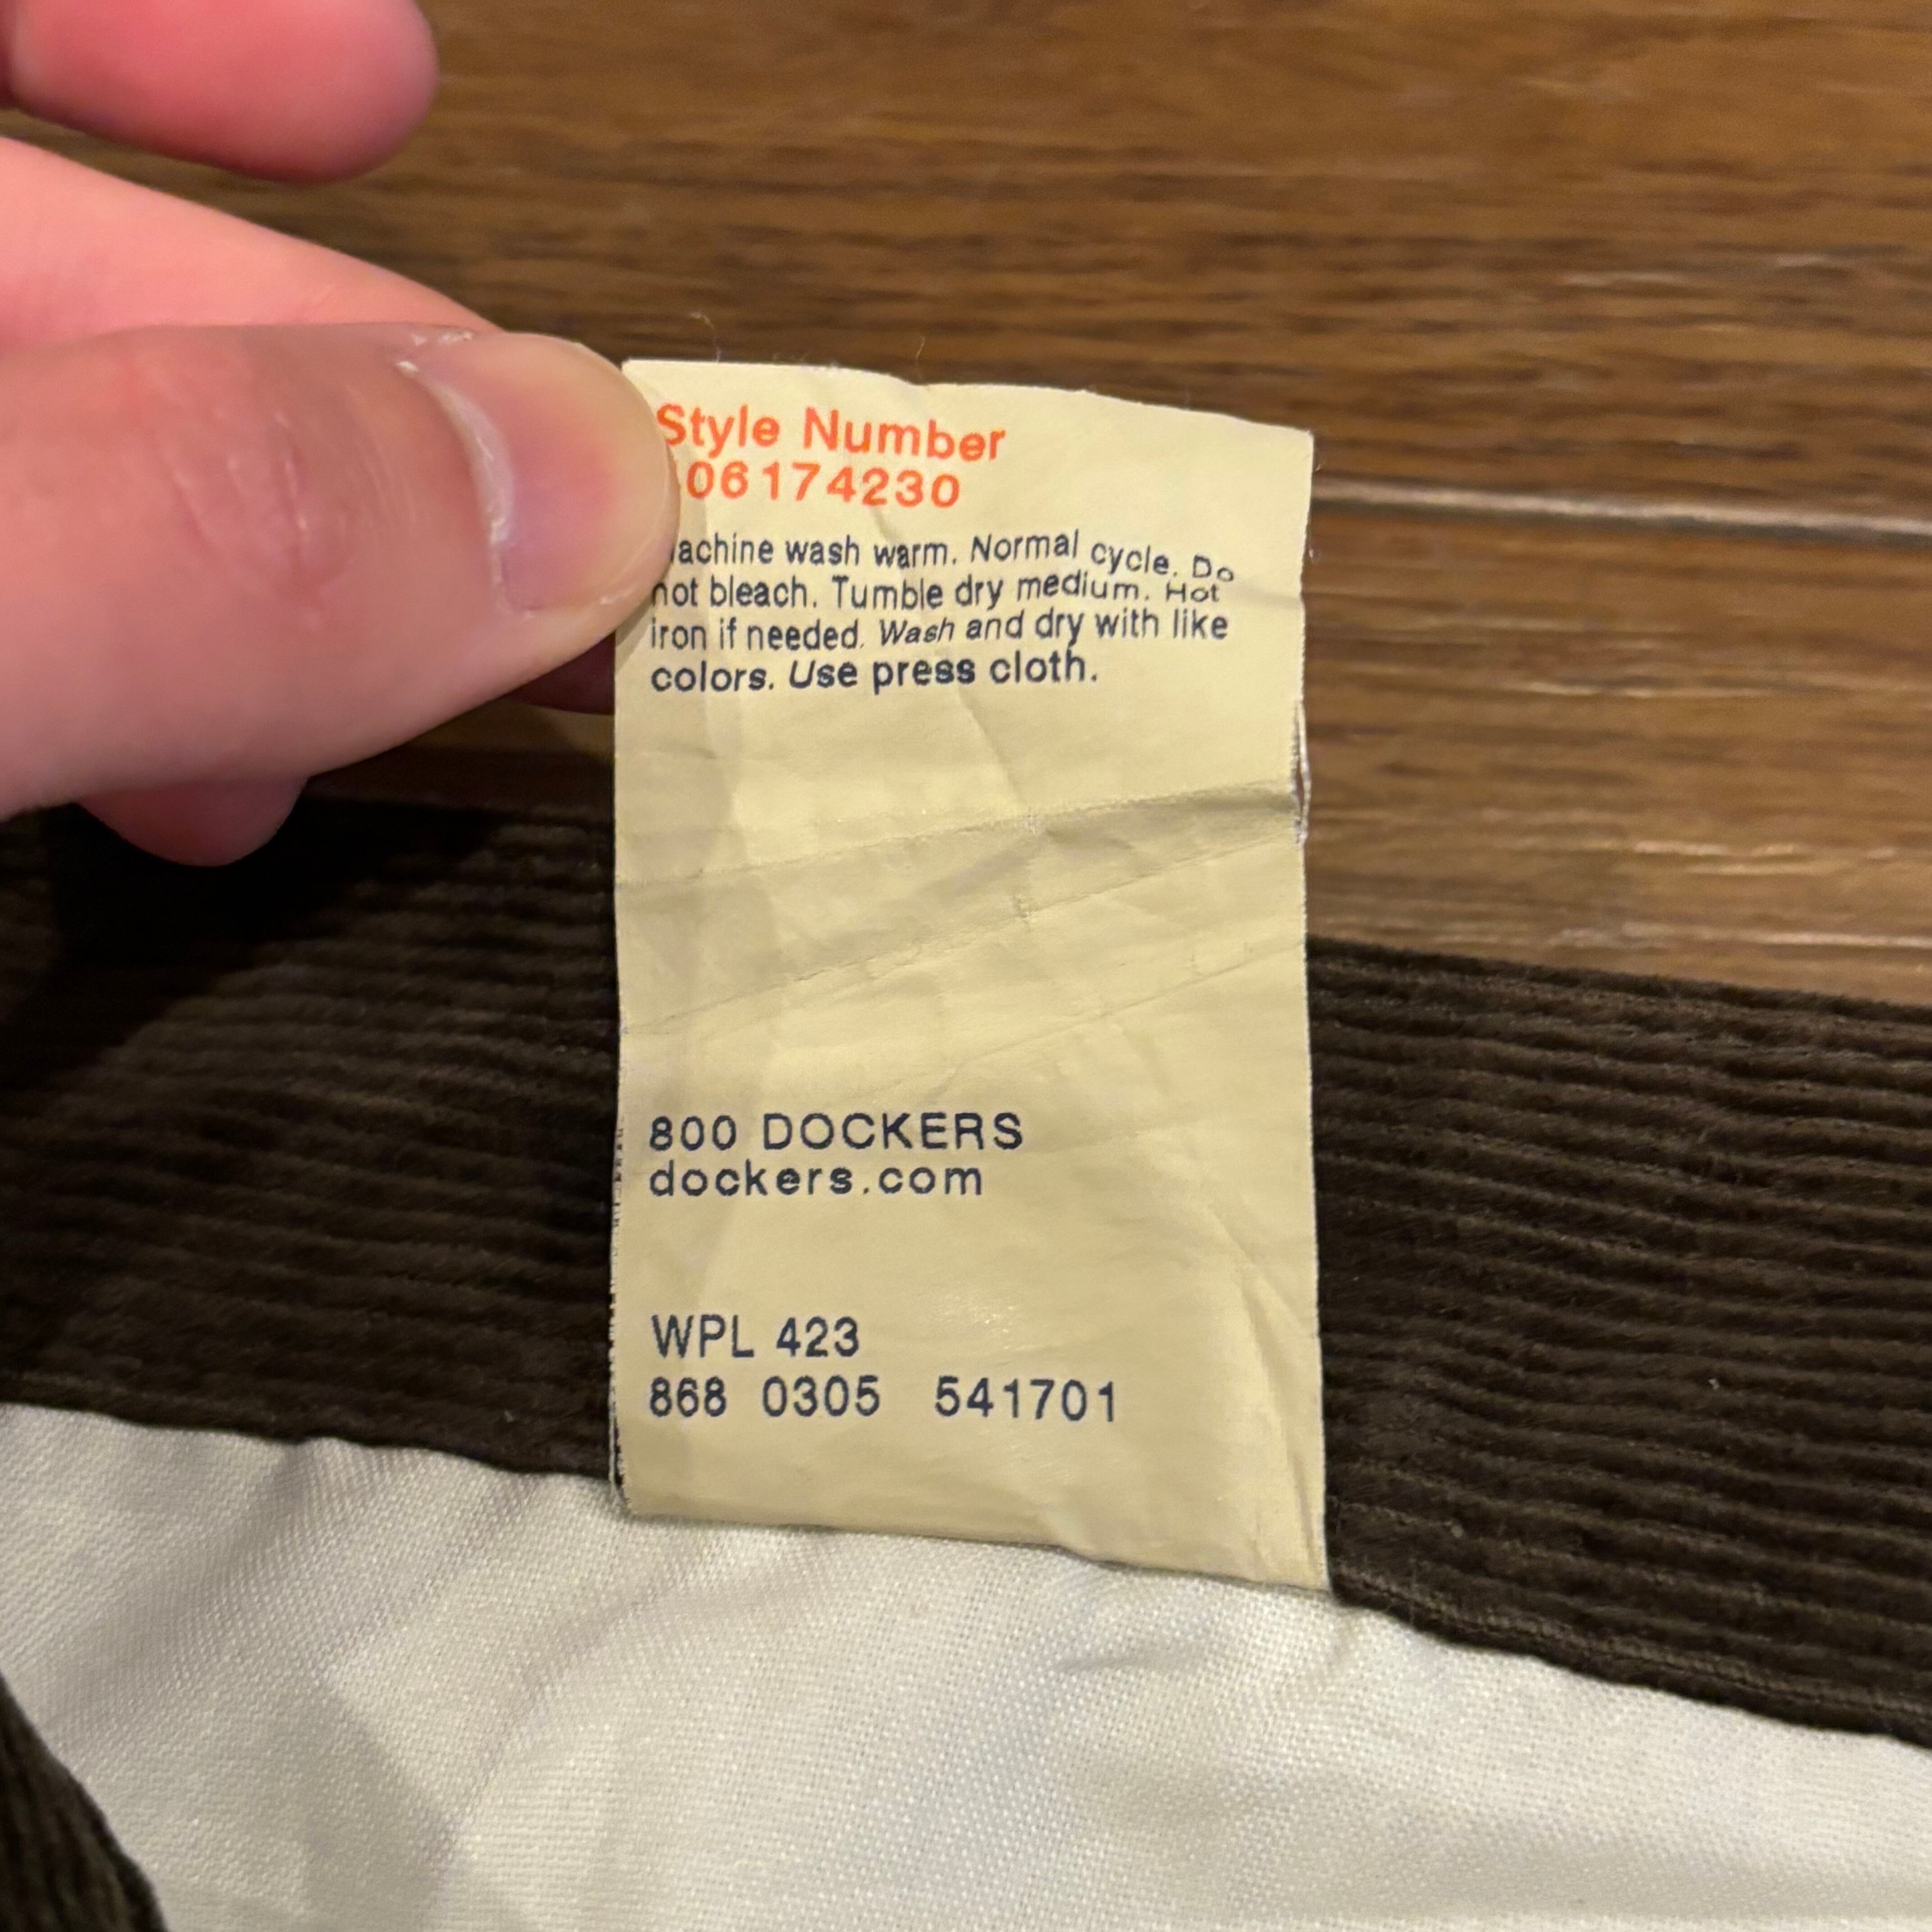 Style Number
06174230
achine wash warm. Normal cycle. Do
not bleach. Tumble dry medium. Hot
iron if needed. Wash and dry with like
colors. Use press cloth.
800 DOCKERS
dockers.com
WPL 423
868 0305 541701